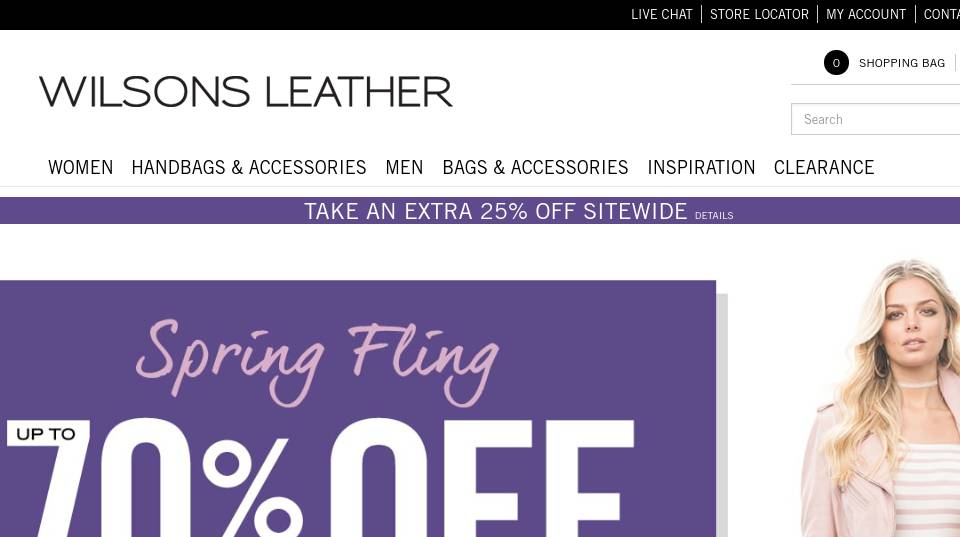 LIVE CHAT STORE LOCATOR MY ACCOUNT
0 SHOPPING BAG
WILSONS LEATHER
Search
WOMEN HANDBAGS & ACCESSORIES MEN BAGS & ACCESSORIES INSPIRATION CLEARANCE
TAKE AN EXTRA 25% OFF SITEWIDE DETAILS
Spring Fling
UP TO
70% OFF